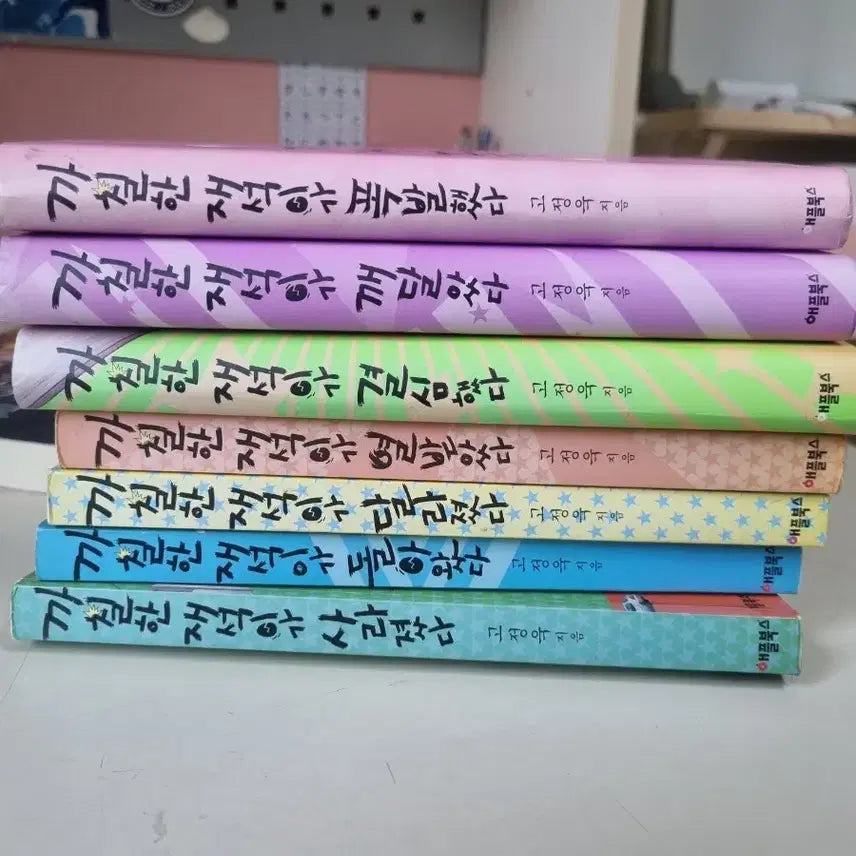 까칠한 재석이가 폭발했다 고정욱 지음 애플북스
까칠한 재석이가 깨달았다 고정욱 지음 애플북스
까칠한 재석이가 결심했다 고정욱 지음 애플북스
까칠한 재석이가 열받았다 고정욱 지음 애플북스
까칠한 재석이가 달라졌다 고정욱 지음 애플북스
까칠한 재석이가 돌아왔다 고정욱 지음 애플북스
까칠한 재석이가 사라졌다 고정욱 지음 애플북스